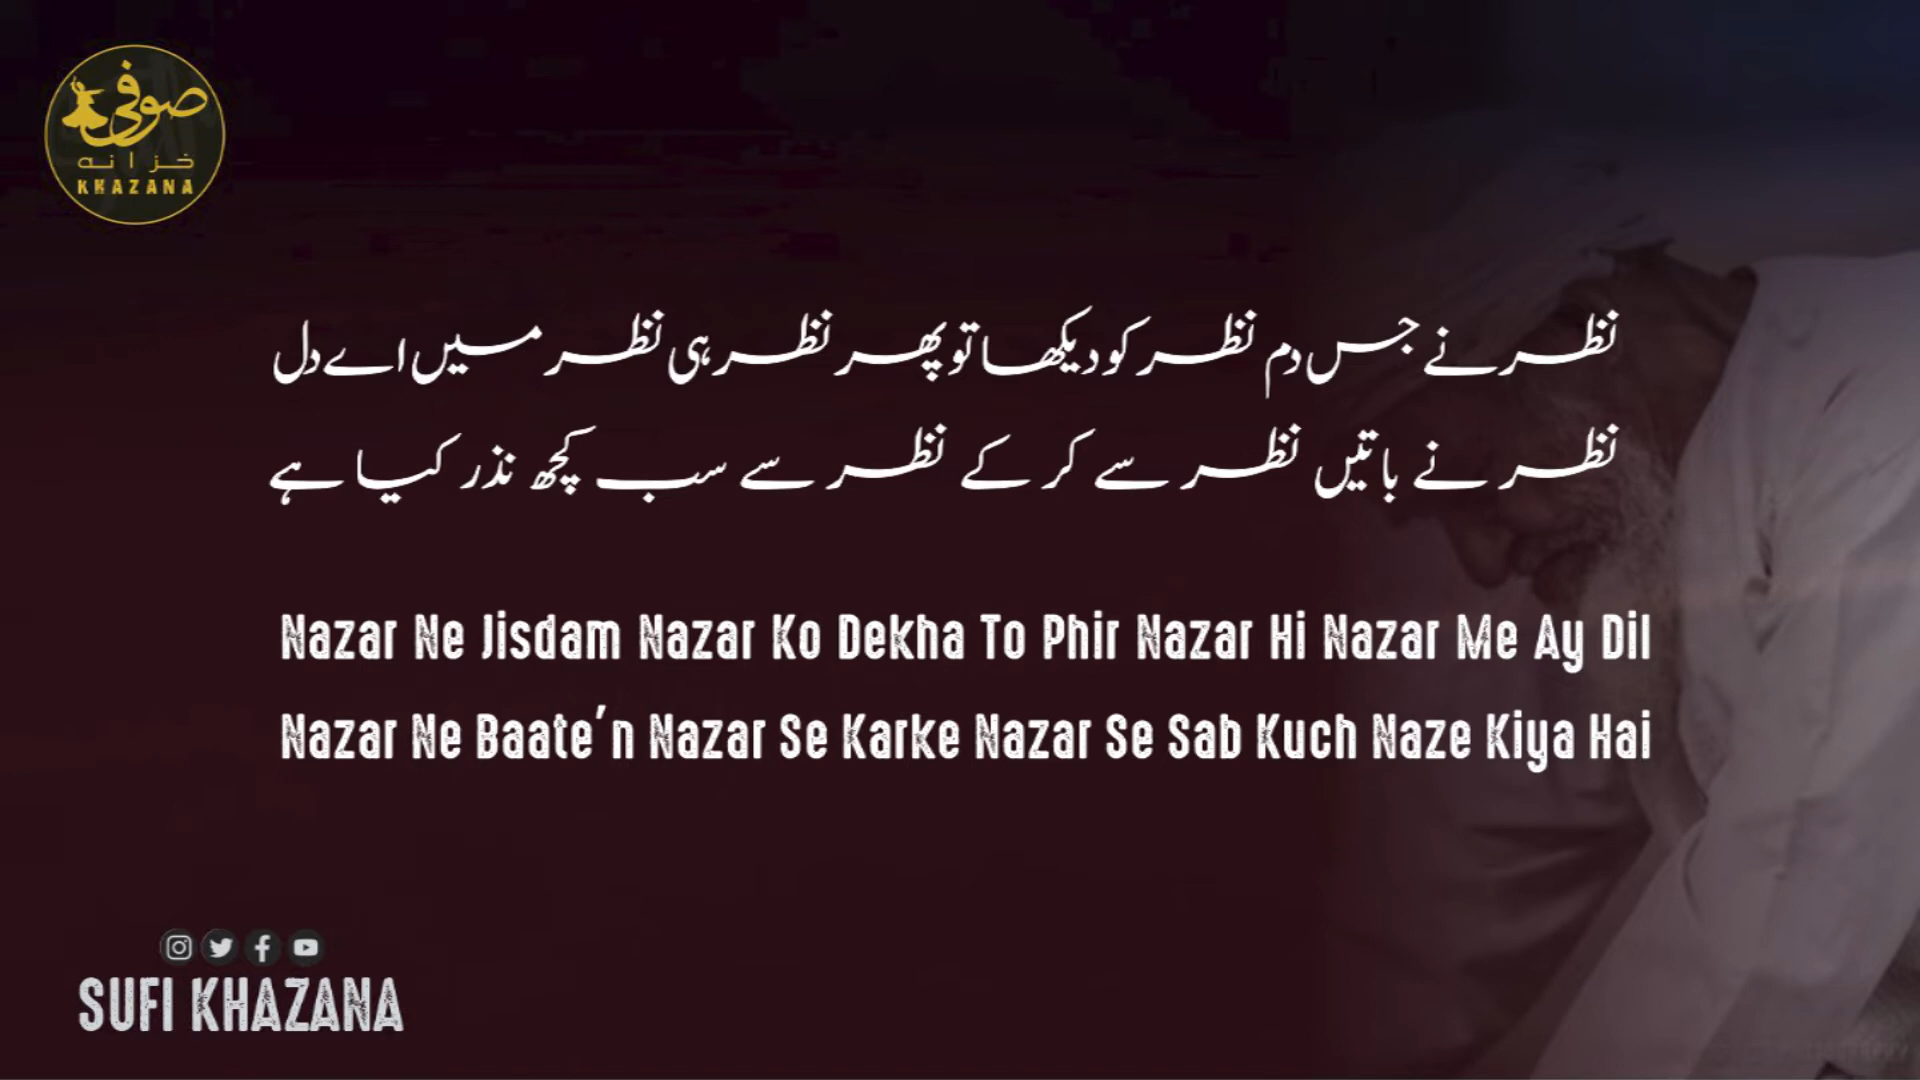 صوفی
خزانہ
KHAZANA
نظر نے جس دم نظر کو دیکھا تو پھر نظر ہی نظر میں اے دل
نظر نے باتیں نظر سے کر کے نظر سے سب کچھ نذر کیا ہے
Nazar Ne Jisdam Nazar Ko Dekha To Phir Nazar Hi Nazar Me Ay Dil
Nazar Ne Baate'n Nazar Se Karke Nazar Se Sab Kuch Naze Kiya Hai
SUFI KHAZANA